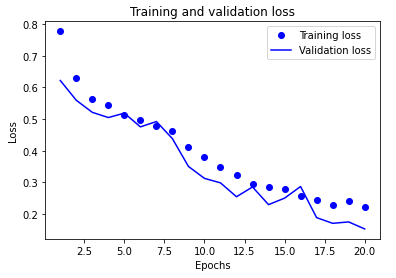 Training and validation loss
Training loss
Validation loss
0.8
0.7
0.6
0.5
0.4
0.3
0.2
Loss
2.5 5.0 7.5 10.0 12.5 15.0 17.5 20.0
Epochs